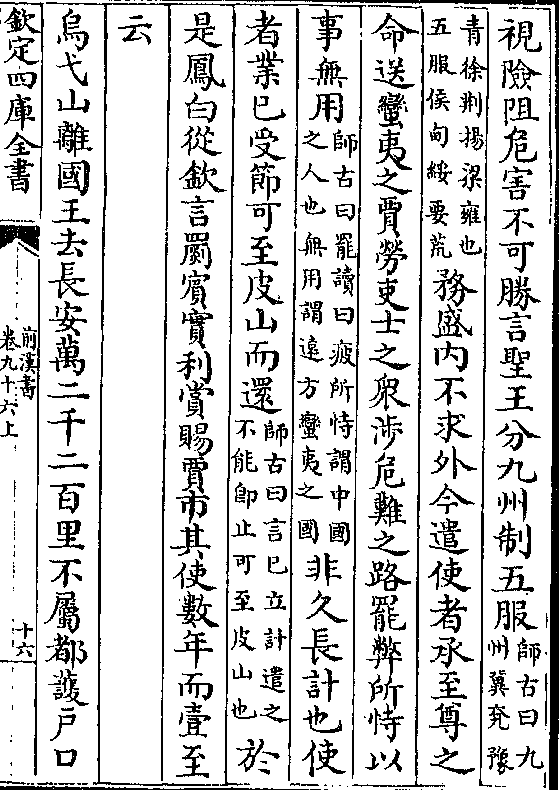 視險阻危害不可勝言聖王分九州制五服師古曰九州冀兗豫
青徐荆揚梁雍也五服侯甸綏要荒務盛内不求外今遣使者承至尊之
命送蠻夷之賈勞吏士之衆涉危難之路罷弊所恃以
事無用師古曰罷讀曰疲所恃謂中國之人也無用謂遠方蠻夷之國非久長計也使
者業已受節可至皮山而還師古曰言已立計遣之不能即止可至皮山也於
是鳳白從欽言罽賓實利賞賜賈市其使數年而壹至
云
烏弋山離國王去長安萬二千二百里不屬都護户口
欽定四庫全書
前漢書
卷九十六上
十六